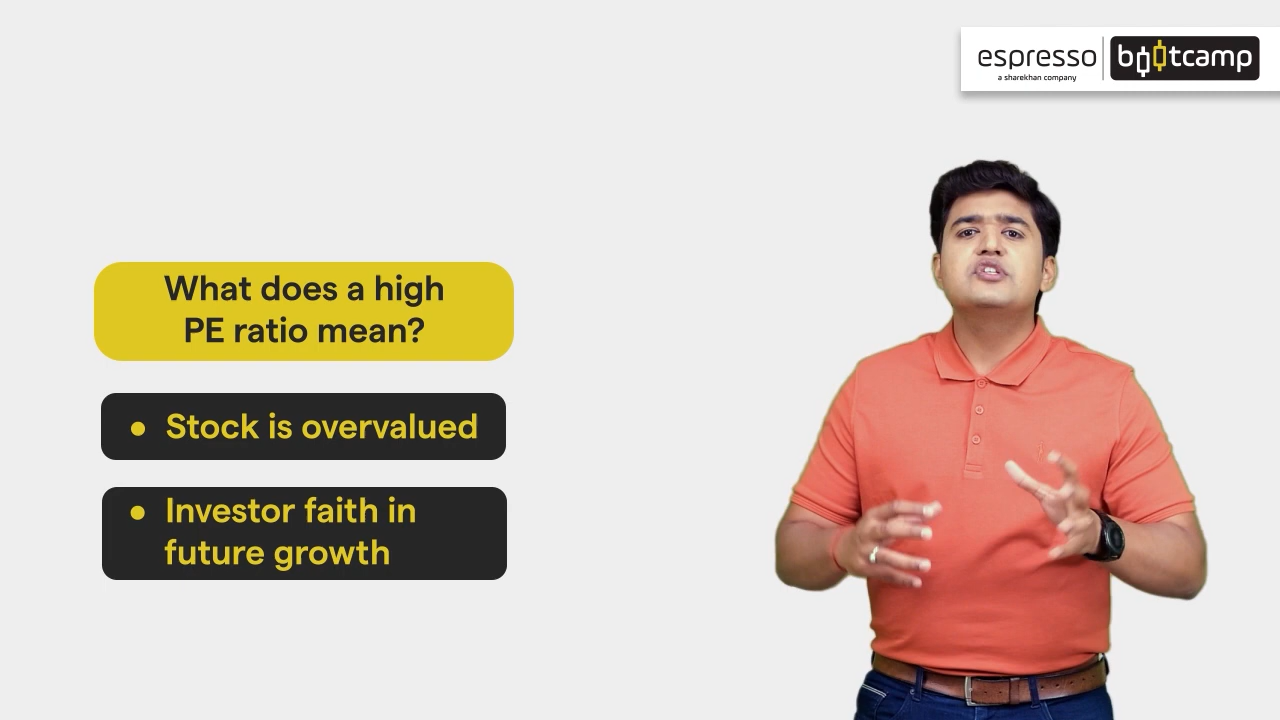 espresso
a sharekhan company
bootcamp
What does a high
PE ratio mean?
• Stock is overvalued
• Investor faith in
future growth